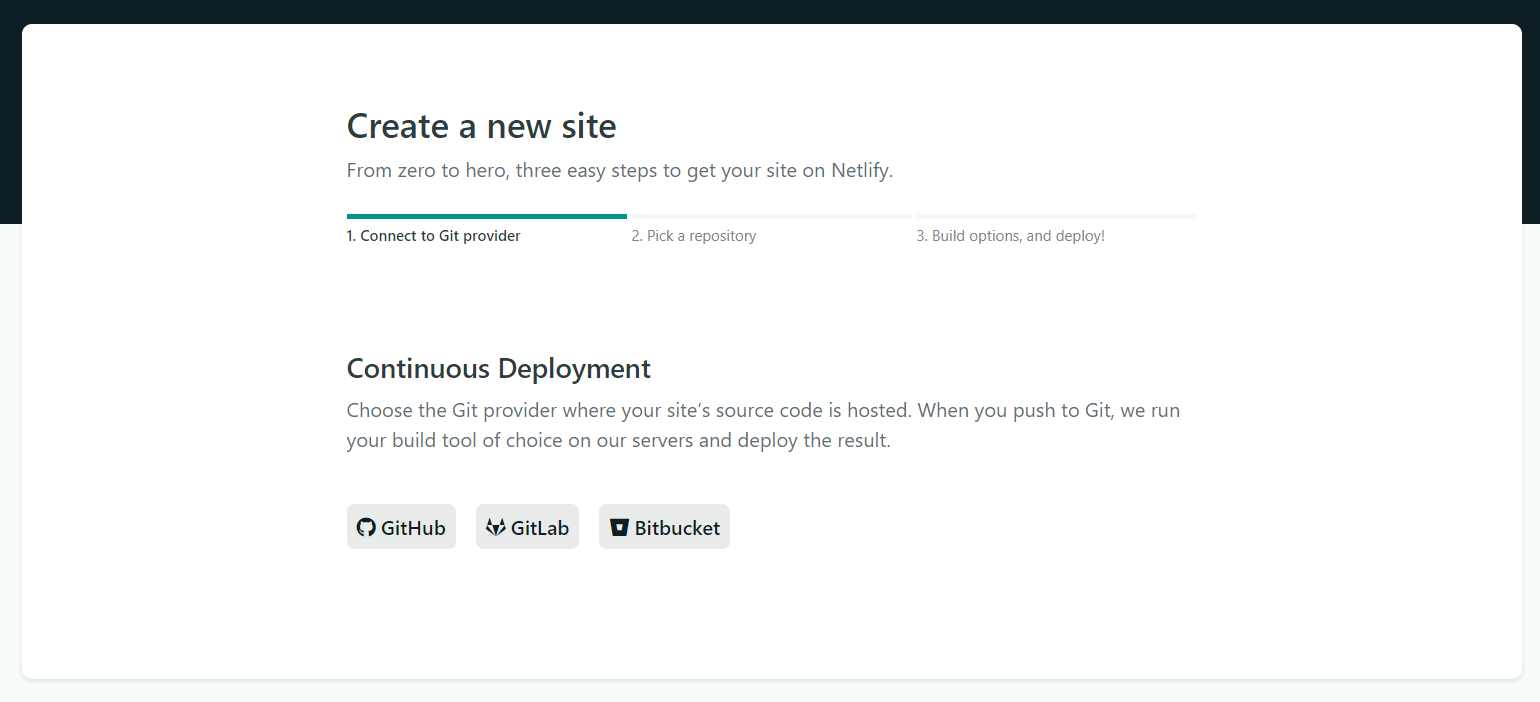 Create a new site
From zero to hero, three easy steps to get your site on Netlify.
1. Connect to Git provider
2. Pick a repository
3. Build options, and deploy!
Continuous Deployment
Choose the Git provider where your site’s source code is hosted. When you push to Git, we run
your build tool of choice on our servers and deploy the result.
GitHub
GitLab
Bitbucket